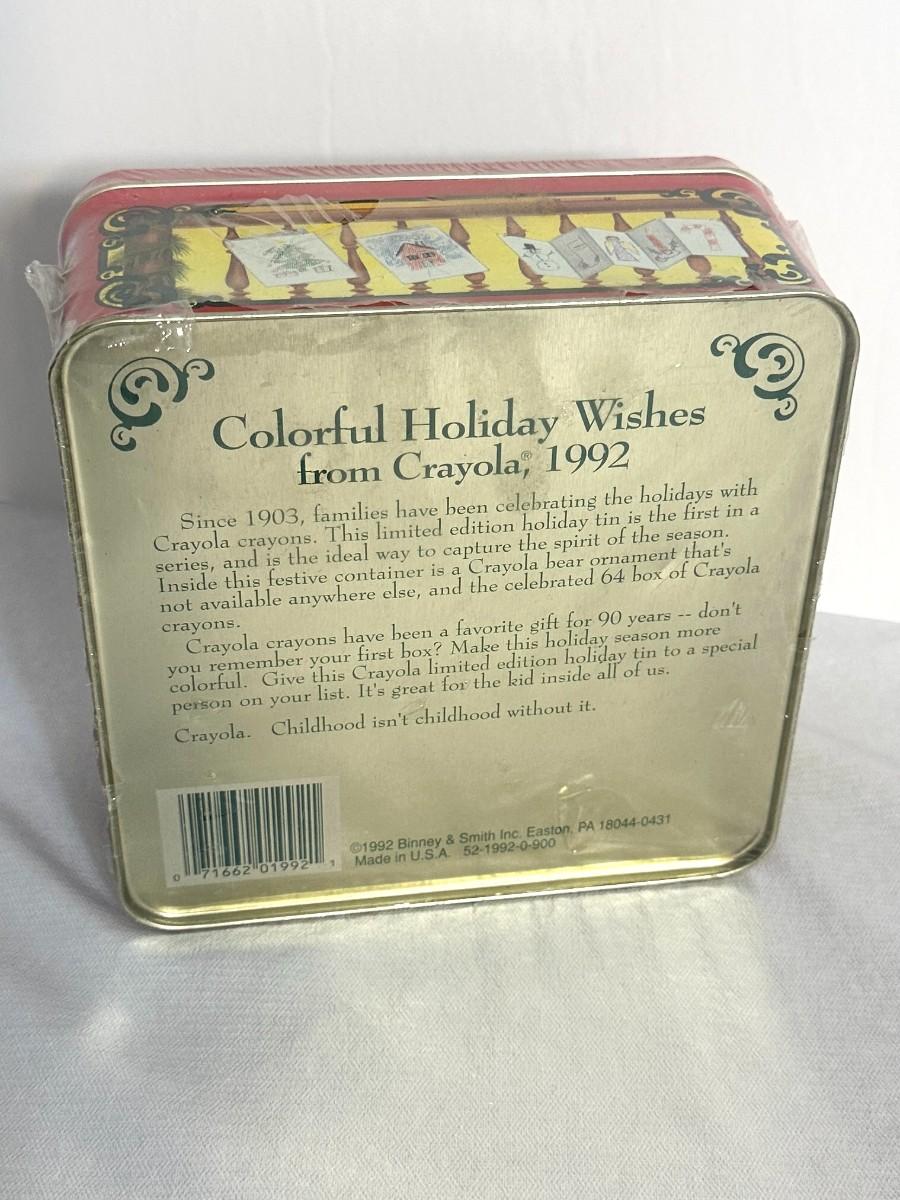 Colorful Holiday Wishes
from Crayola®, 1992
Since 1903, families have been celebrating the holidays with
Crayola crayons. This limited edition holiday tin is the first in a
series, and is the ideal way to capture the spirit of the season.
Inside this festive container is a Crayola bear ornament that's
not available anywhere else, and the celebrated 64 box of Crayola
crayons.
Crayola crayons have been a favorite gift for 90 years -- don't
you remember your first box? Make this holiday season more
colorful. Give this Crayola limited edition holiday tin to a special
person on your list. It's great for the kid inside all of us.
Crayola. Childhood isn't childhood without it.
©1992 Binney & Smith Inc. Easton, PA 18044-0431
Made in U.S.A. 52-1992-0-900
0 71662 01992 1